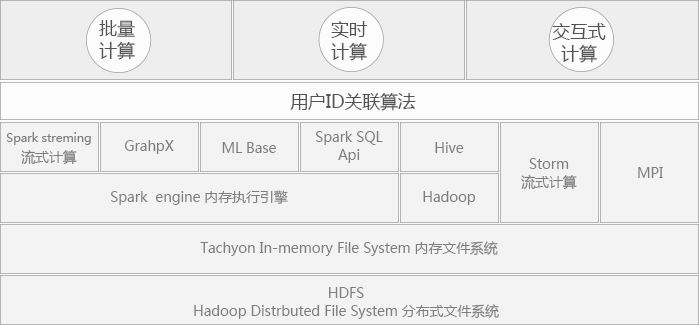 批量
计算
实时
计算
交互式
计算
用户ID关联算法
Spark streming
流式计算
GrahpX
ML Base
Spark SQL
Api
Hive
Storm
流式计算
MPI
Spark engine 内存执行引擎
Hadoop
Tachyon In-memory File System 内存文件系统
HDFS
Hadoop Distrbuted File System 分布式文件系统